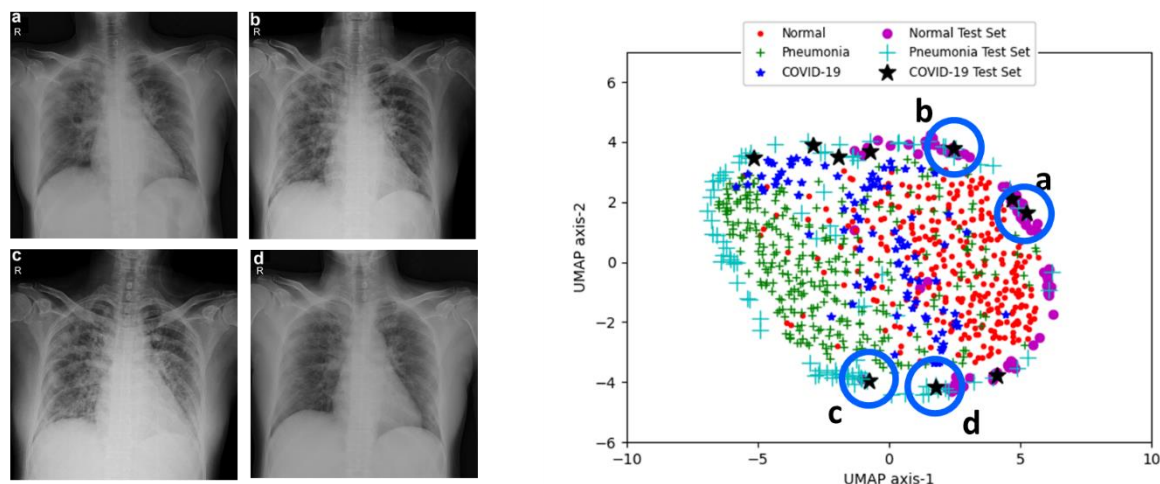 a
R
b
R
c
R
d
R
Normal
Pneumonia
COVID-19
Normal Test Set
Pneumonia Test Set
COVID-19 Test Set
6
4
2
0
−2
−4
−6
UMAP axis-2
b
a
c
d
−10
−5
0
5
10
UMAP axis-1